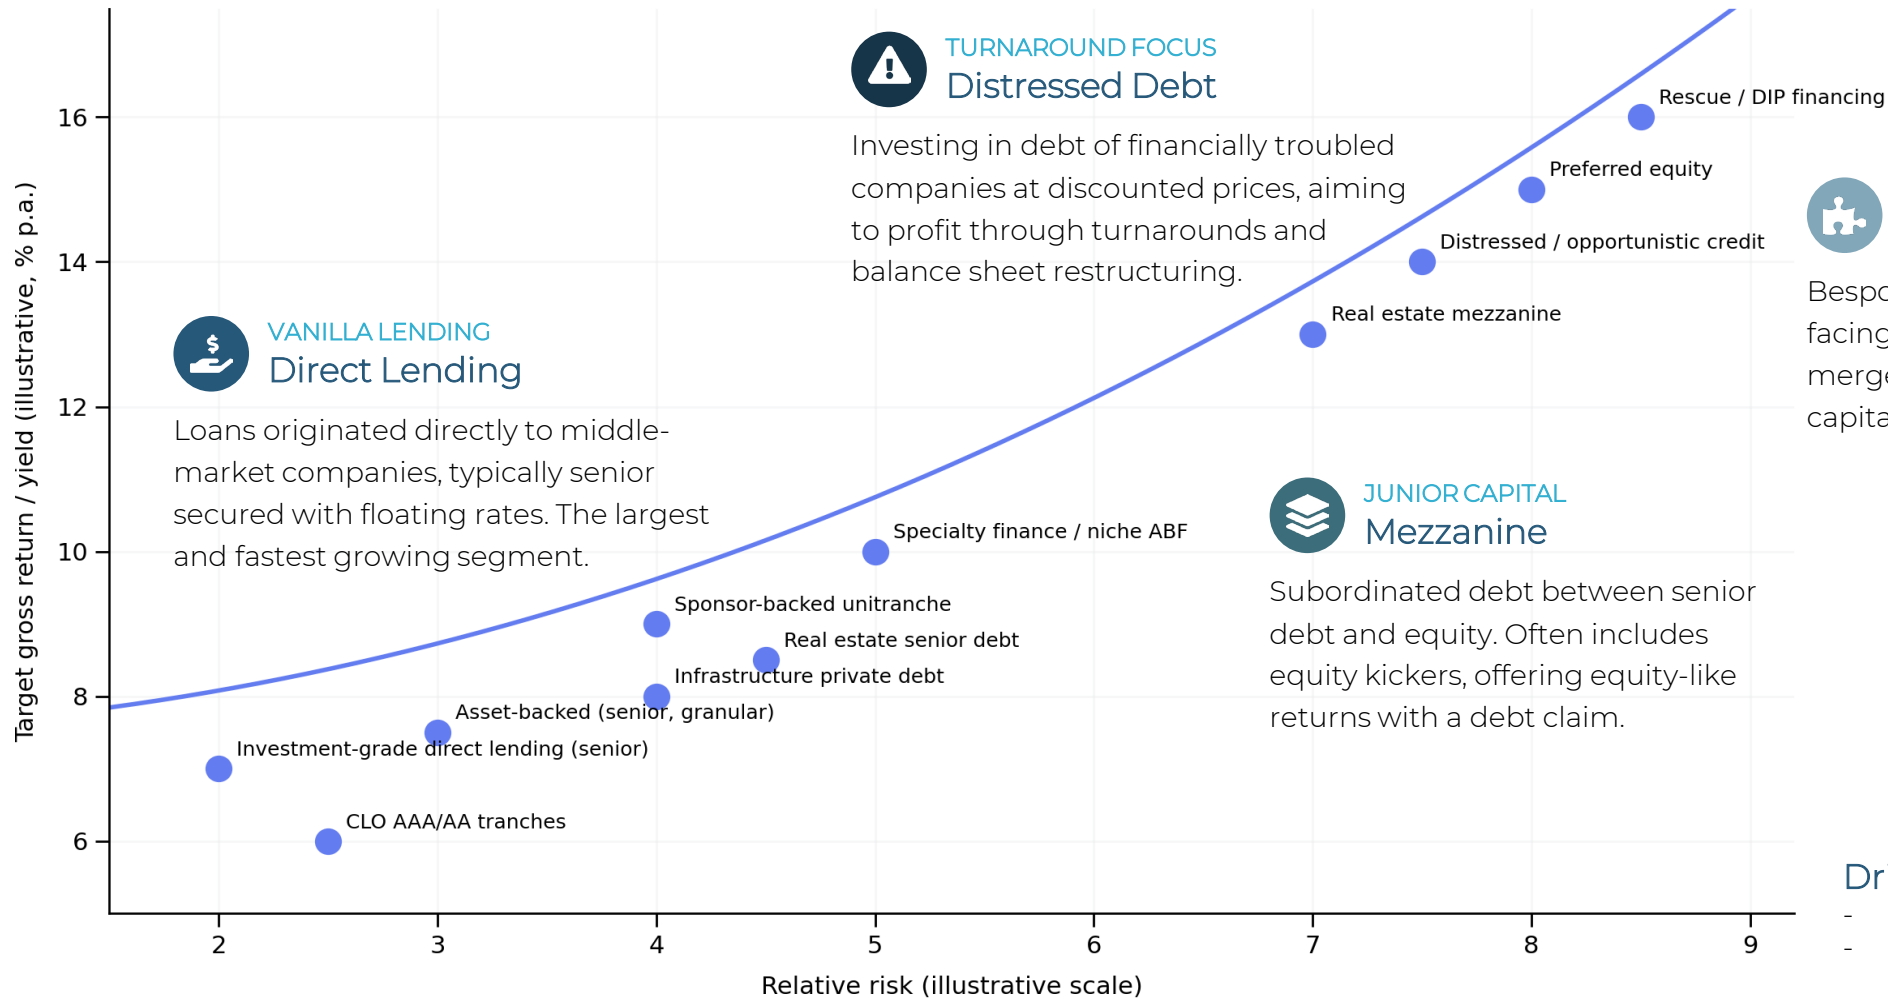 TURNAROUND FOCUS
Distressed Debt
Investing in debt of financially troubled
companies at discounted prices, aiming
to profit through turnarounds and
balance sheet restructuring.
VANILLA LENDING
Direct Lending
Loans originated directly to middle-
market companies, typically senior
secured with floating rates. The largest
and fastest growing segment.
JUNIOR CAPITAL
Mezzanine
Subordinated debt between senior
debt and equity. Often includes
equity kickers, offering equity-like
returns with a debt claim.
Rescue / DIP financing
Preferred equity
Distressed / opportunistic credit
Real estate mezzanine
Specialty finance / niche ABF
Sponsor-backed unitranche
Real estate senior debt
Infrastructure private debt
Asset-backed (senior, granular)
Investment-grade direct lending (senior)
CLO AAA/AA tranches
Target gross return / yield (illustrative, % p.a.)
16
14
12
10
8
6
2 3 4 5 6 7 8 9
Relative risk (illustrative scale)
facing
-
-